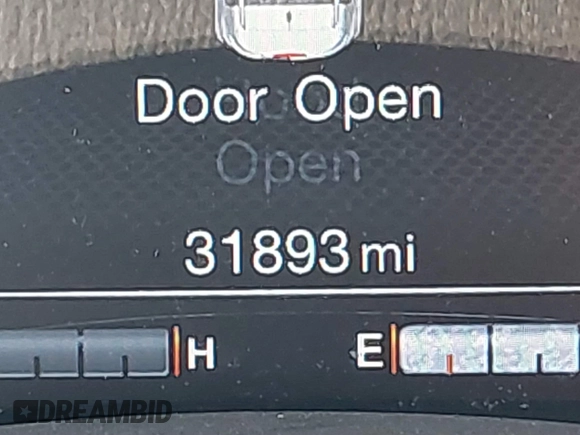 Door Open
Open
31893 mi
H E
DREAMBID